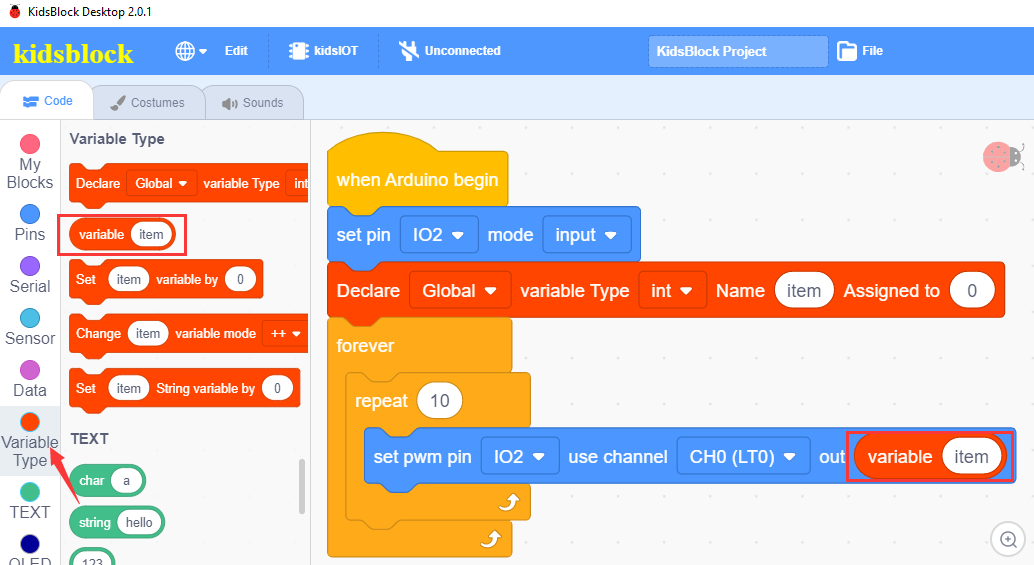 KidsBlock Desktop 2.0.1
kidsblock
Edit
kidsIOT
Unconnected
KidsBlock Project
File
Code
Costumes
Sounds
My
Blocks
Pins
Serial
Sensor
Data
Variable
Type
TEXT
OLED
Variable Type
Declare Global variable Type int
variable item
Set item variable by 0
Change item variable mode ++
Set item String variable by 0
TEXT
char a
string hello
123
when Arduino begin
set pin IO2 mode input
Declare Global variable Type int Name item Assigned to 0
forever
repeat 10
set pwm pin IO2 use channel CH0 (LT0) out variable item